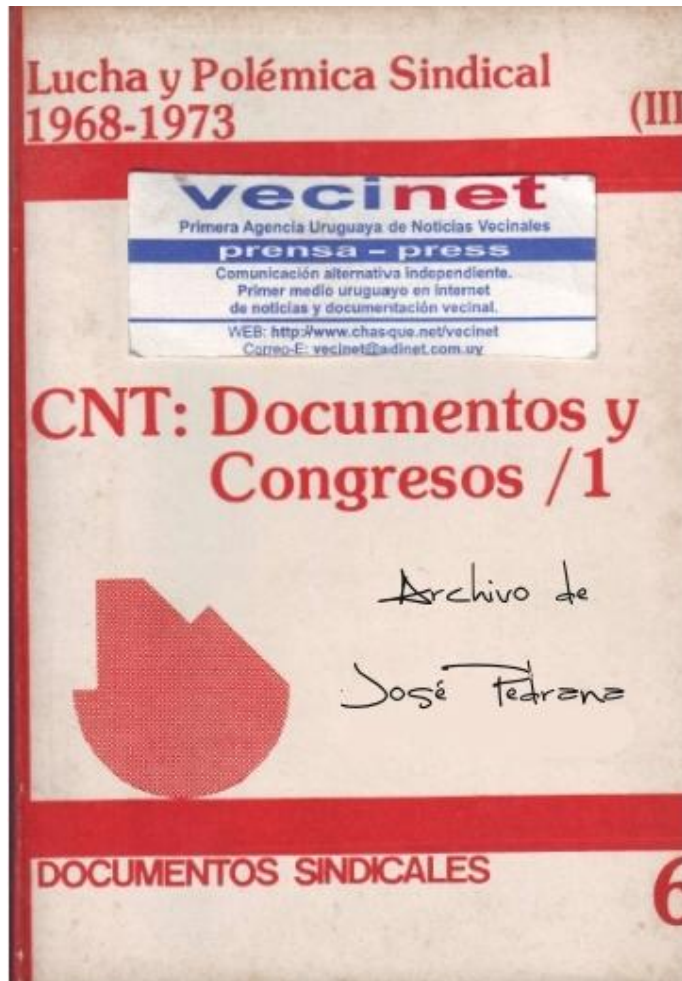 Lucha y Polémica Sindical
1968-1973
(III
vecinet
Primera Agencia Uruguaya de Noticias Vecinales
prensa – press
Comunicación alternativa independiente.
Primer medio uruguayo en internet
de noticias y documentación vecinal.
WEB: http://www.chasque.net/vecinet
Correo-E: vecinet@adinet.com.uy
CNT: Documentos y
Congresos /1
Archivo de
José Pedrana
DOCUMENTOS SINDICALES
6